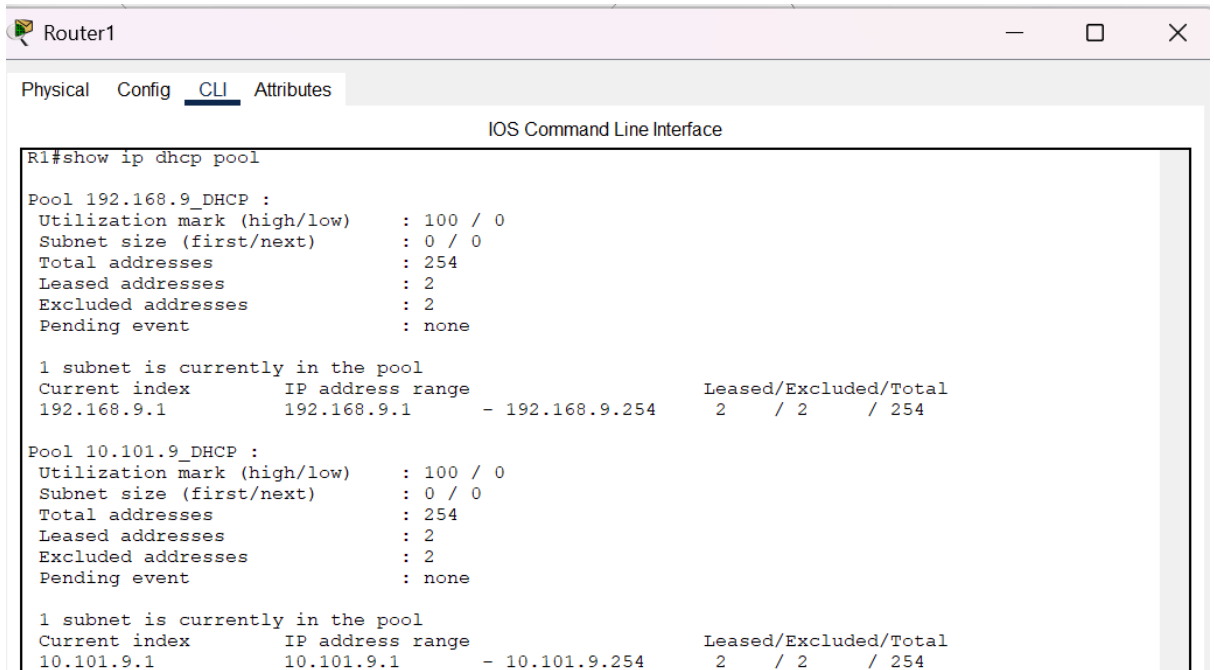 Router1
Physical Config CLI Attributes
IOS Command Line Interface
R1#show ip dhcp pool
Pool 192.168.9_DHCP :
Utilization mark (high/low) : 100 / 0
Subnet size (first/next) : 0 / 0
Total addresses : 254
Leased addresses : 2
Excluded addresses : 2
Pending event : none
1 subnet is currently in the pool
Current index IP address range Leased/Excluded/Total
192.168.9.1 192.168.9.1 - 192.168.9.254 2 / 2 / 254
Pool 10.101.9_DHCP :
Utilization mark (high/low) : 100 / 0
Subnet size (first/next) : 0 / 0
Total addresses : 254
Leased addresses : 2
Excluded addresses : 2
Pending event : none
1 subnet is currently in the pool
Current index IP address range Leased/Excluded/Total
10.101.9.1 10.101.9.1 - 10.101.9.254 2 / 2 / 254